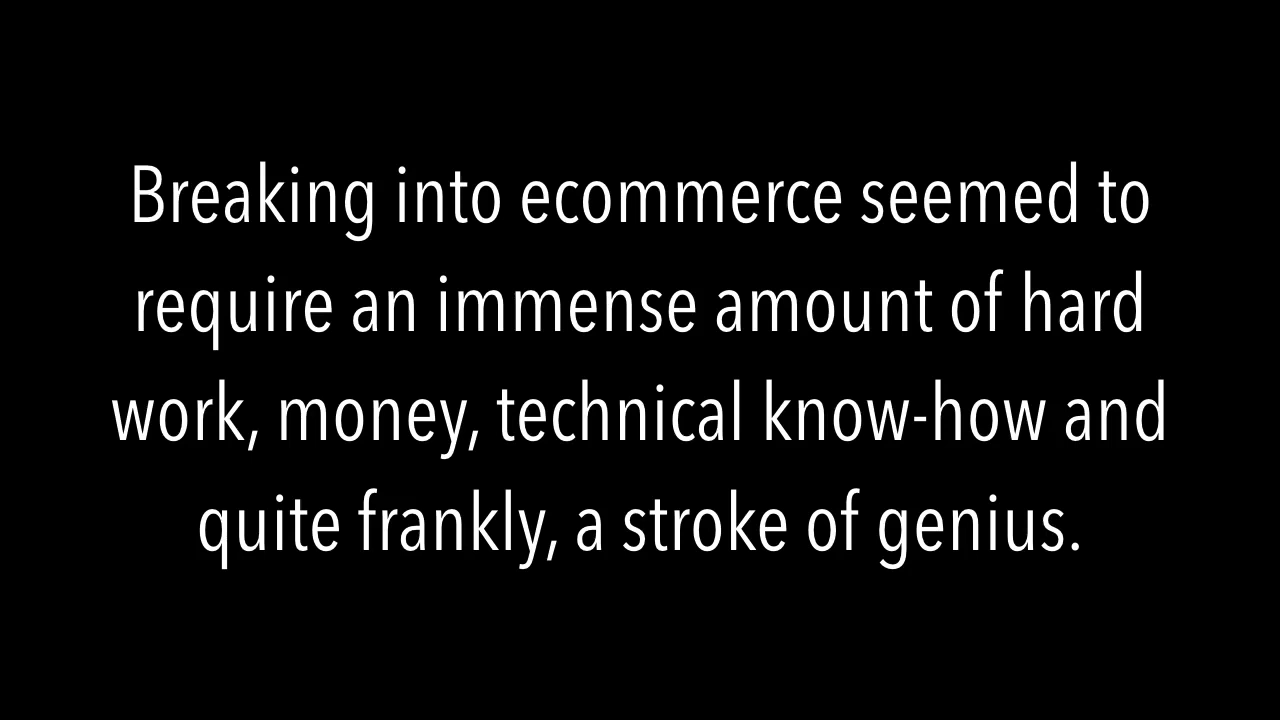 Breaking into ecommerce seemed to
require an immense amount of hard
work, money, technical know-how and
quite frankly, a stroke of genius.